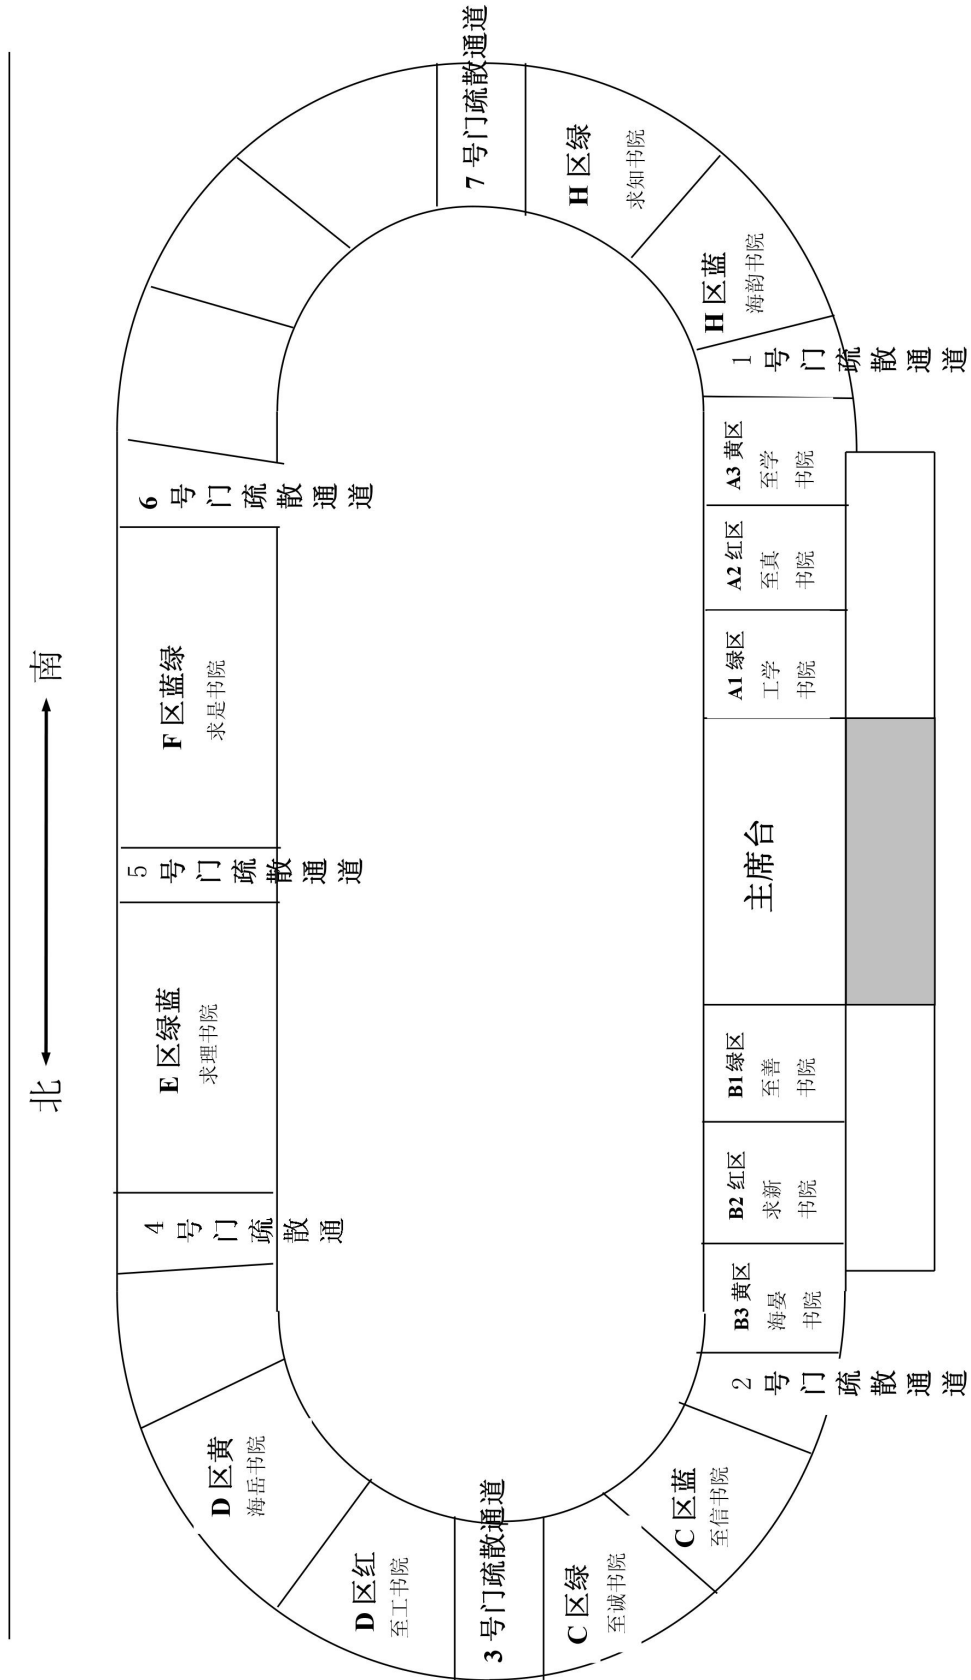 北
南
D区黄
海岳书院
4号门疏散通
E区绿蓝
求理书院
5号门疏散通道
F区蓝绿
求是书院
6号门疏散通道
D区红
至工书院
3号门疏散通道
7号门疏散通道
C区绿
至诚书院
H区绿
求知书院
C区蓝
至信书院
2号门疏散通道
B3黄区
海晏
书院
B2红区
求新
书院
B1绿区
至善
书院
主席台
A1绿区
工学
书院
A2红区
至真
书院
A3黄区
至学
书院
1号门疏散通道
H区蓝
海韵书院